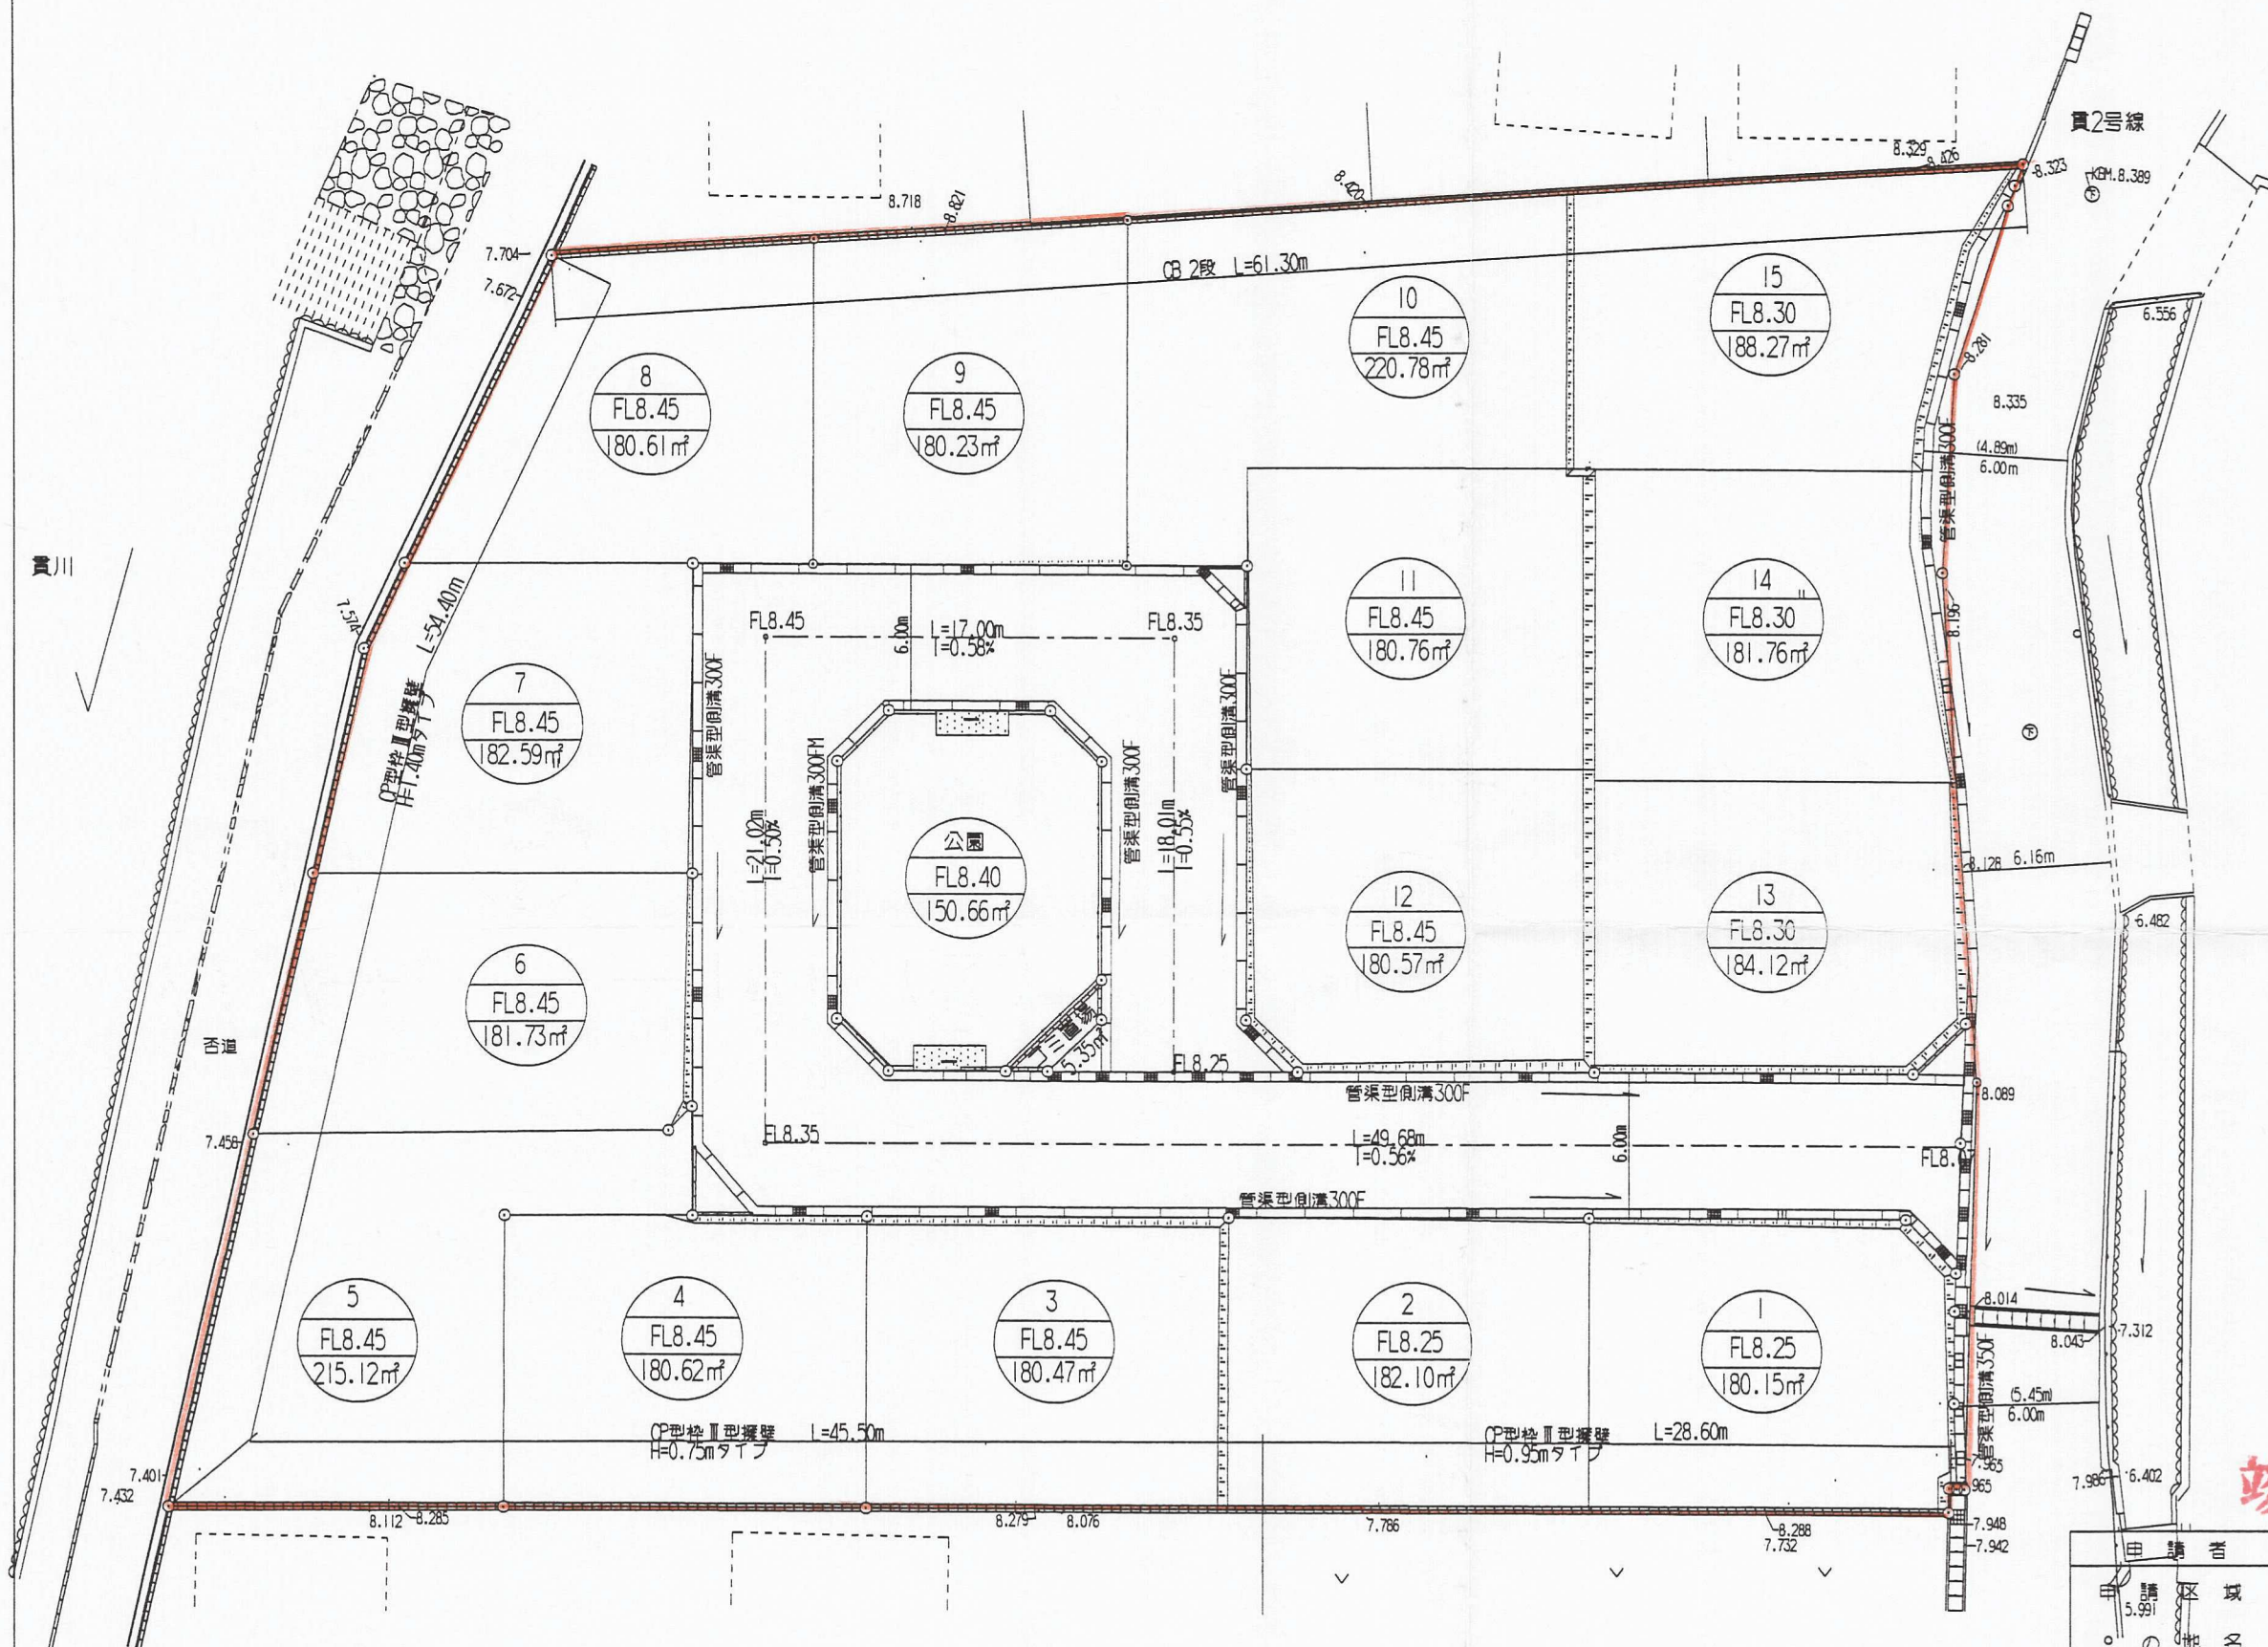 貫2号線
8.329
8.426
8.323
KBM.8.389
8.718
8.821
8.420
7.704
7.672
CB 2段 L=61.30m
6.556
8
FL8.45
180.61㎡
9
FL8.45
180.23㎡
10
FL8.45
220.78㎡
15
FL8.30
188.27㎡
8.281
8.335
(4.89m)
6.00m
管渠型側溝300F
貫川
7.574
L=54.40m
CP型枠Ⅲ型擁壁
H=1.40mタイプ
7
FL8.45
182.59㎡
管渠型側溝300F
FL8.45
L=17.00m
I=0.58%
6.00m
FL8.35
管渠型側溝300F
11
FL8.45
180.76㎡
14
FL8.30
181.76㎡
8.196
L=21.02m
I=0.50%
管渠型側溝300FM
管渠型側溝300F
L=18.01m
I=0.55%
公園
FL8.40
150.66㎡
12
FL8.45
180.57㎡
13
FL8.30
184.12㎡
8.128
6.16m
6.482
6
FL8.45
181.73㎡
ゴミ置場
5.35㎡
FL8.25
管渠型側溝300F
8.089
7.458
FL8.35
L=49.68m
I=0.56%
6.00m
FL8.
管渠型側溝300F
5
FL8.45
215.12㎡
4
FL8.45
180.62㎡
3
FL8.45
180.47㎡
2
FL8.25
182.10㎡
1
FL8.25
180.15㎡
8.014
8.043
7.312
管渠型側溝350F
(5.45m)
6.00m
CP型枠Ⅲ型擁壁 L=45.50m
H=0.75mタイプ
CP型枠Ⅲ型擁壁 L=28.60m
H=0.95mタイプ
7.401
7.432
7.965
965
7.986
6.402
8.112
8.285
8.279
8.076
7.786
8.288
7.732
7.948
7.942
申請者
申請区域
5.991